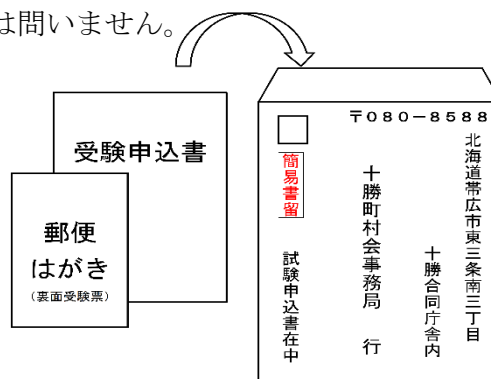 は問いません。
受験申込書
郵便
はがき
（裏面受験票）
〒０８０－８５８８
北海道帯広市東三条南三丁目
十勝合同庁舎内
十勝町村会事務局　行
簡易書留
試験申込書在中